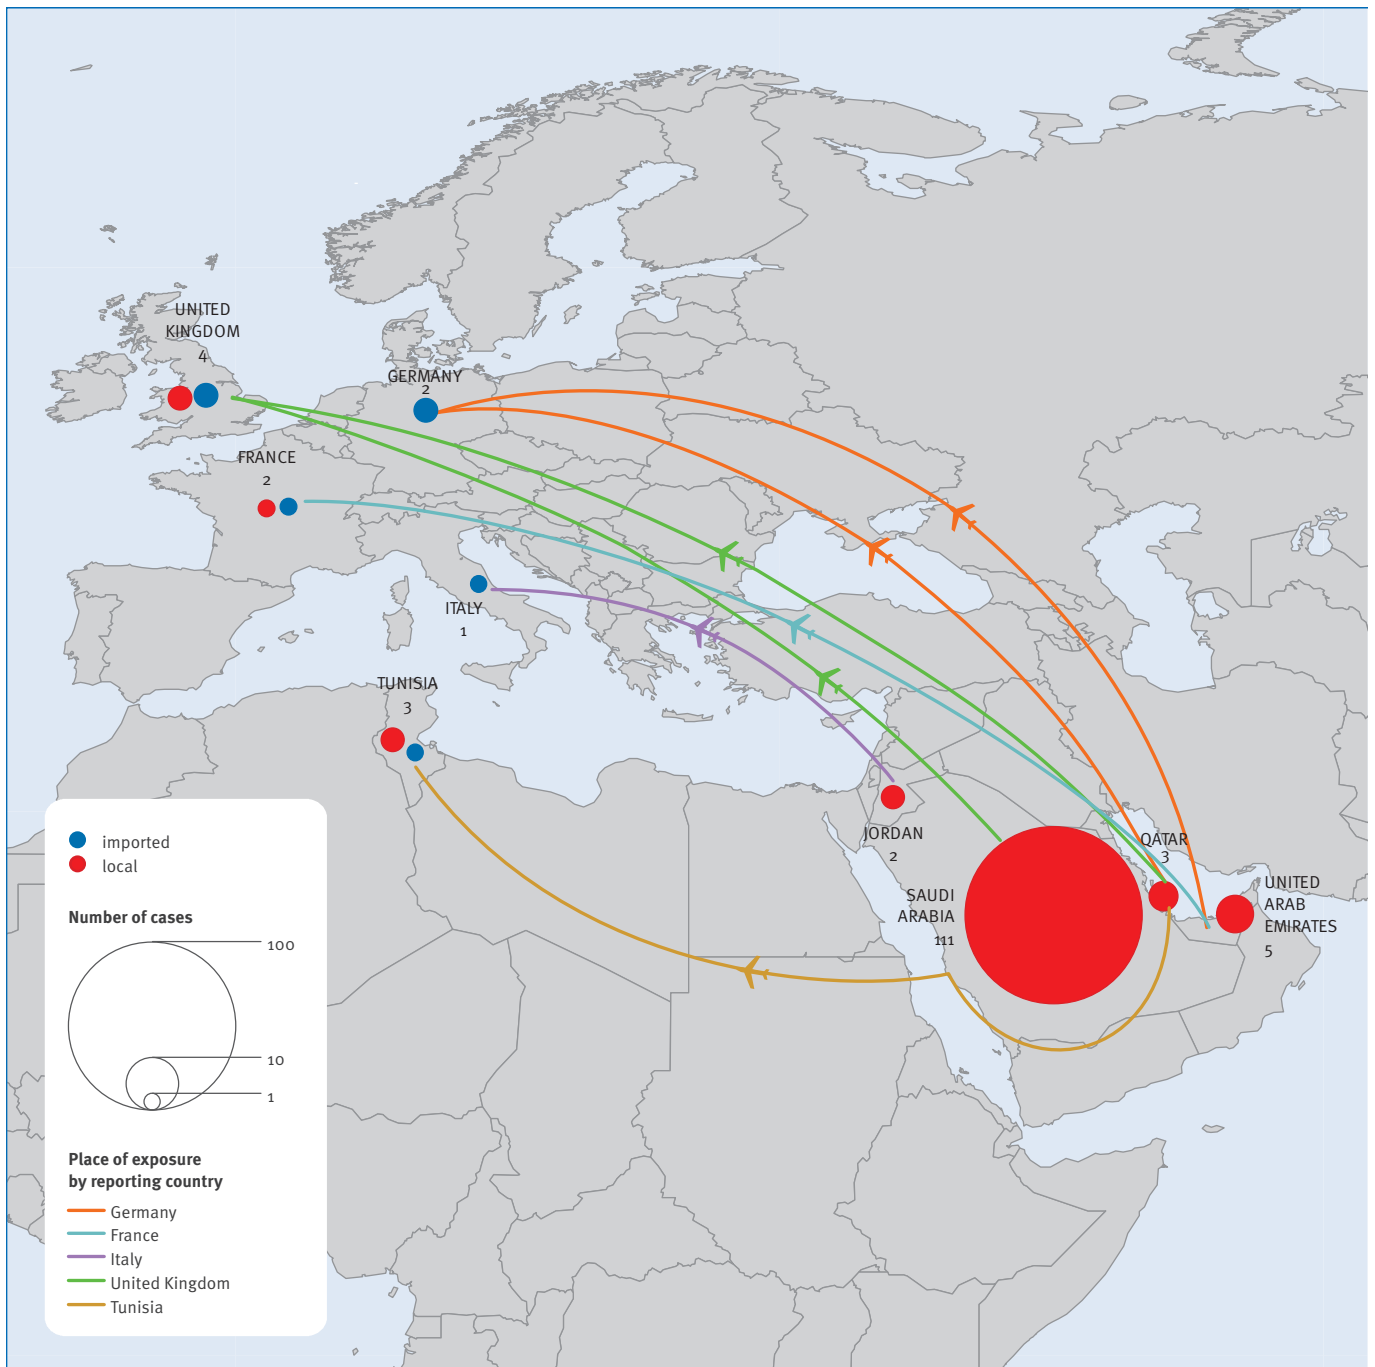 UNITED
KINGDOM
4
GERMANY
2
FRANCE
2
ITALY
1
TUNISIA
3
JORDAN
2
QATAR
3
SAUDI
ARABIA
111
UNITED
ARAB
EMIRATES
5
imported
local
Number of cases
100
10
1
Place of exposure
by reporting country
Germany
France
Italy
United Kingdom
Tunisia